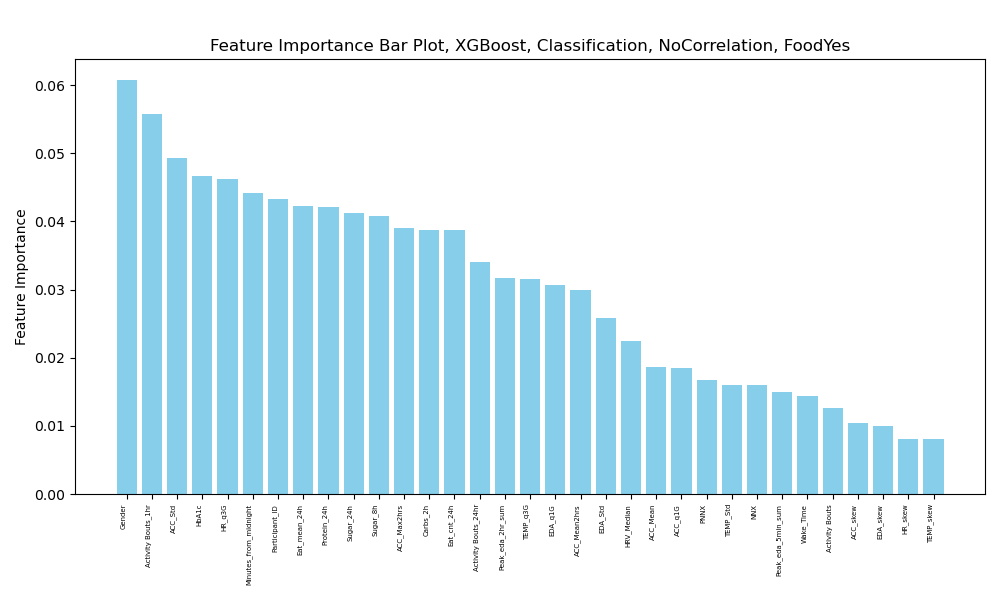 Feature Importance Bar Plot, XGBoost, Classification, NoCorrelation, FoodYes
Feature Importance
0.06
0.05
0.04
0.03
0.02
0.01
0.00
Gender
Activity Bouts_1hr
ACC_Std
HbA1c
HR_q3G
Minutes_from_midnight
Participant_ID
Eat_mean_24h
Protein_24h
Sugar_24h
Sugar_8h
ACC_Max2hrs
Carbs_2h
Eat_cnt_24h
Activity Bouts_24hr
Peak_eda_2hr_sum
TEMP_q3G
EDA_q1G
ACC_Mean2hrs
EDA_Std
HRV_Median
ACC_Mean
ACC_q1G
PNNX
TEMP_Std
NNX
Peak_eda_5min_sum
Wake_Time
Activity Bouts
ACC_skew
EDA_skew
HR_skew
TEMP_skew